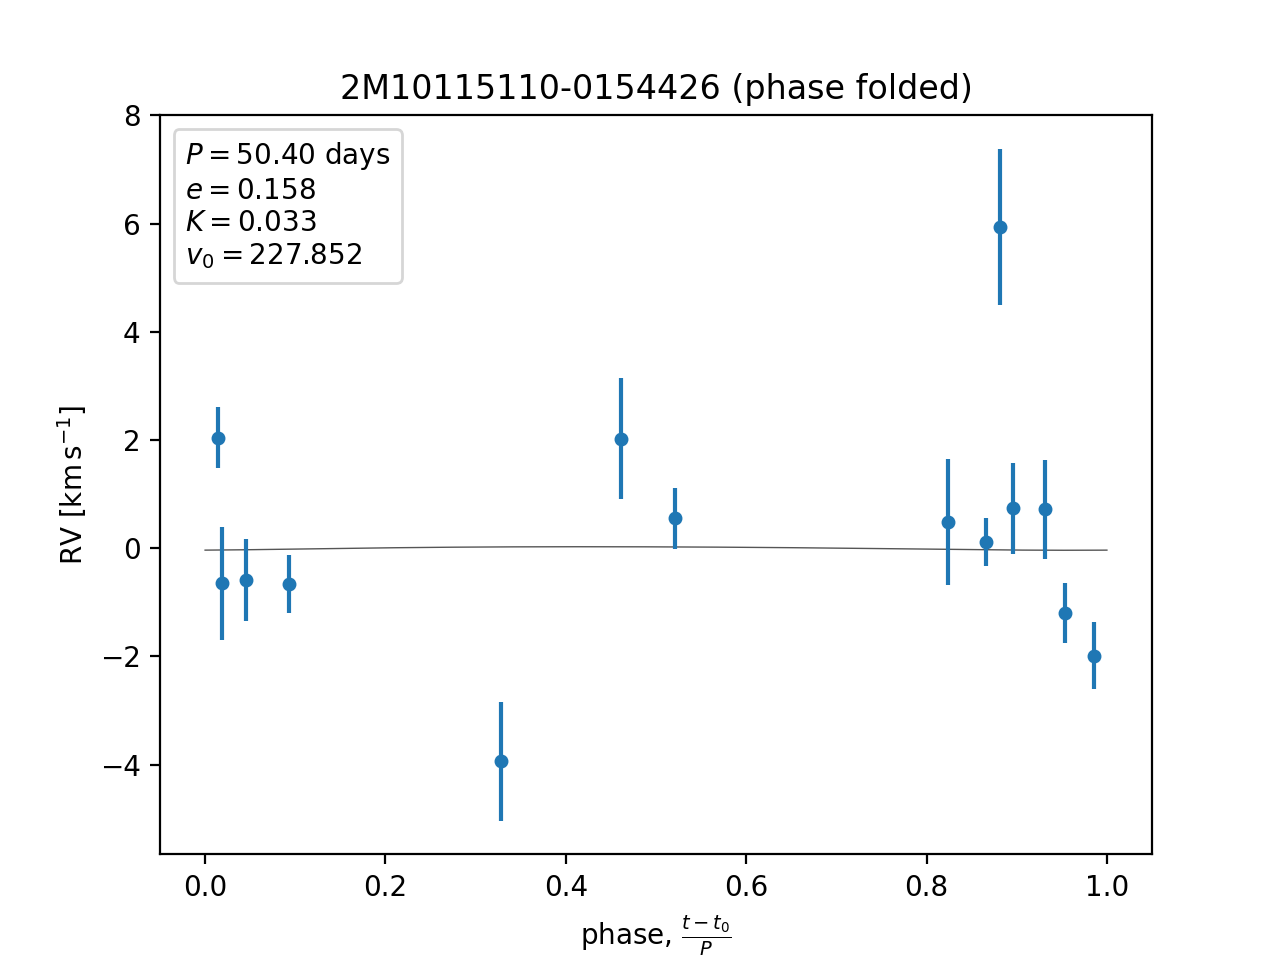 2M10115110-0154426 (phase folded)
P = 50.40 days
e = 0.158
K = 0.033
v₀ = 227.852
8
6
4
2
0
−2
−4
RV [km s⁻¹]
0.0 0.2 0.4 0.6 0.8 1.0
phase, (t − t₀)/P